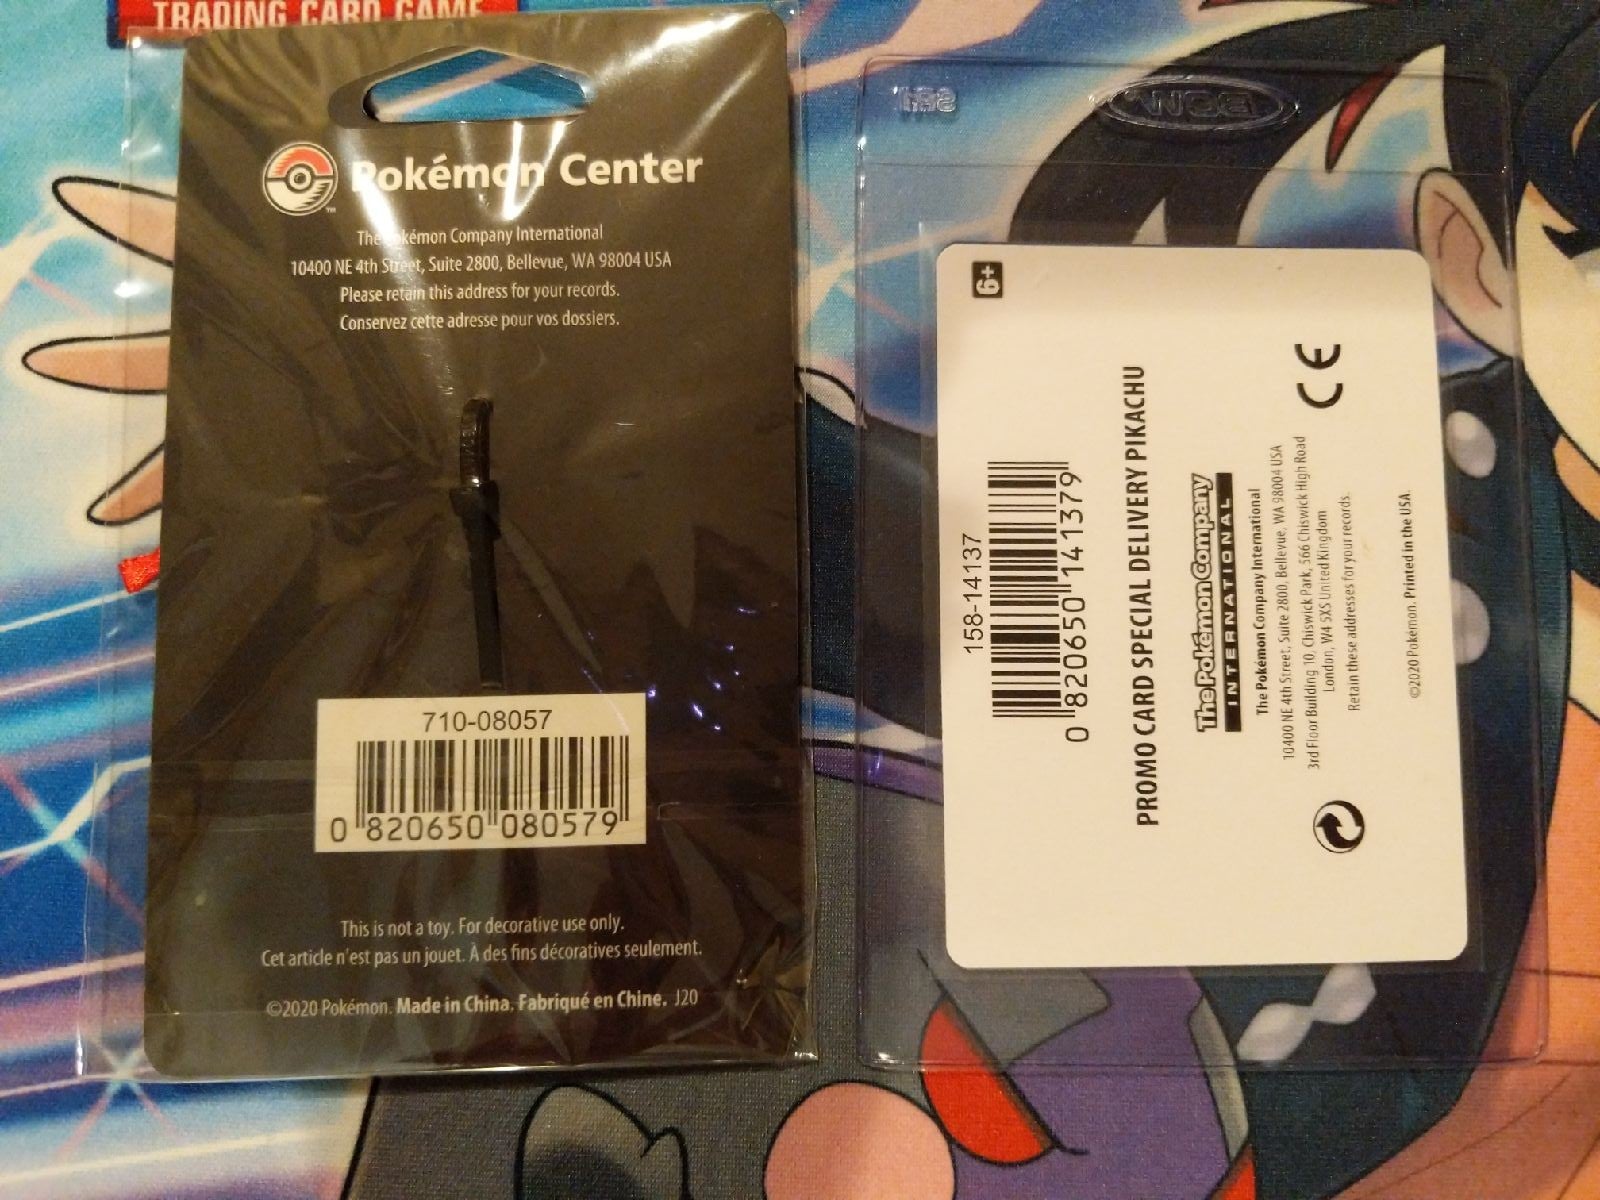 TRADING CARD GAME
Pokémon Center
The Pokémon Company International
10400 NE 4th Street, Suite 2800, Bellevue, WA 98004 USA
Please retain this address for your records.
Conservez cette adresse pour vos dossiers.
710-08057
0 820650 080579
This is not a toy. For decorative use only.
Cet article n'est pas un jouet. À des fins décoratives seulement.
©2020 Pokémon. Made in China. Fabriqué en Chine. J20
6+
158-14137
0 820650 141379
PROMO CARD SPECIAL DELIVERY PIKACHU
The Pokémon Company
INTERNATIONAL
The Pokémon Company International
10400 NE 4th Street, Suite 2800, Bellevue, WA 98004 USA
3rd Floor Building 10, Chiswick Park, 566 Chiswick High Road
London, W4 5XS United Kingdom
Retain these addresses for your records.
CE
©2020 Pokémon. Printed in the USA.